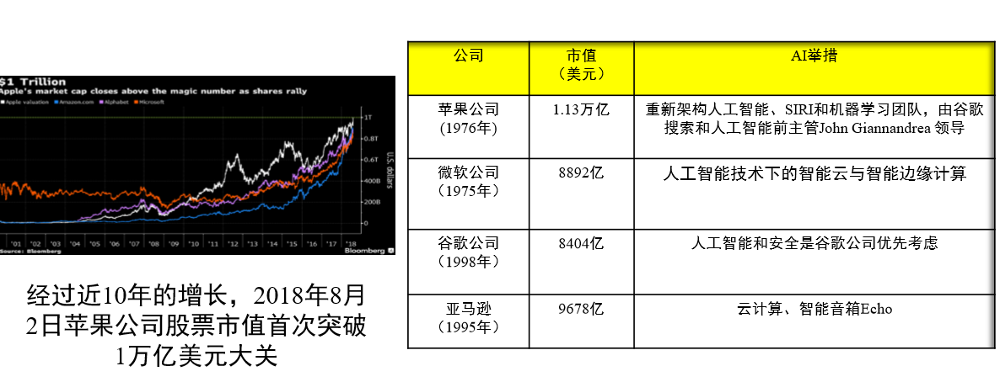 $1 Trillion
Apple's market cap closes above the magic number as shares rally
Apple valuation Amazon.com Alphabet Microsoft
1T
0.8T
0.6T
400B
200B
0
U.S. dollars
'01 '02 '03 '04 '05 '06 '07 '08 '09 '10 '11 '12 '13 '14 '15 '16 '17 '18
Source: Bloomberg
Bloomberg
经过近10年的增长，2018年8月
2日苹果公司股票市值首次突破
1万亿美元大关
公司 市值 AI举措
（美元）
苹果公司 1.13万亿 重新架构人工智能、SIRI和机器学习团队，由谷歌
(1976年) 搜索和人工智能前主管John Giannandrea 领导
微软公司 8892亿 人工智能技术下的智能云与智能边缘计算
（1975年）
谷歌公司 8404亿 人工智能和安全是谷歌公司优先考虑
（1998年）
亚马逊 9678亿 云计算、智能音箱Echo
（1995年）